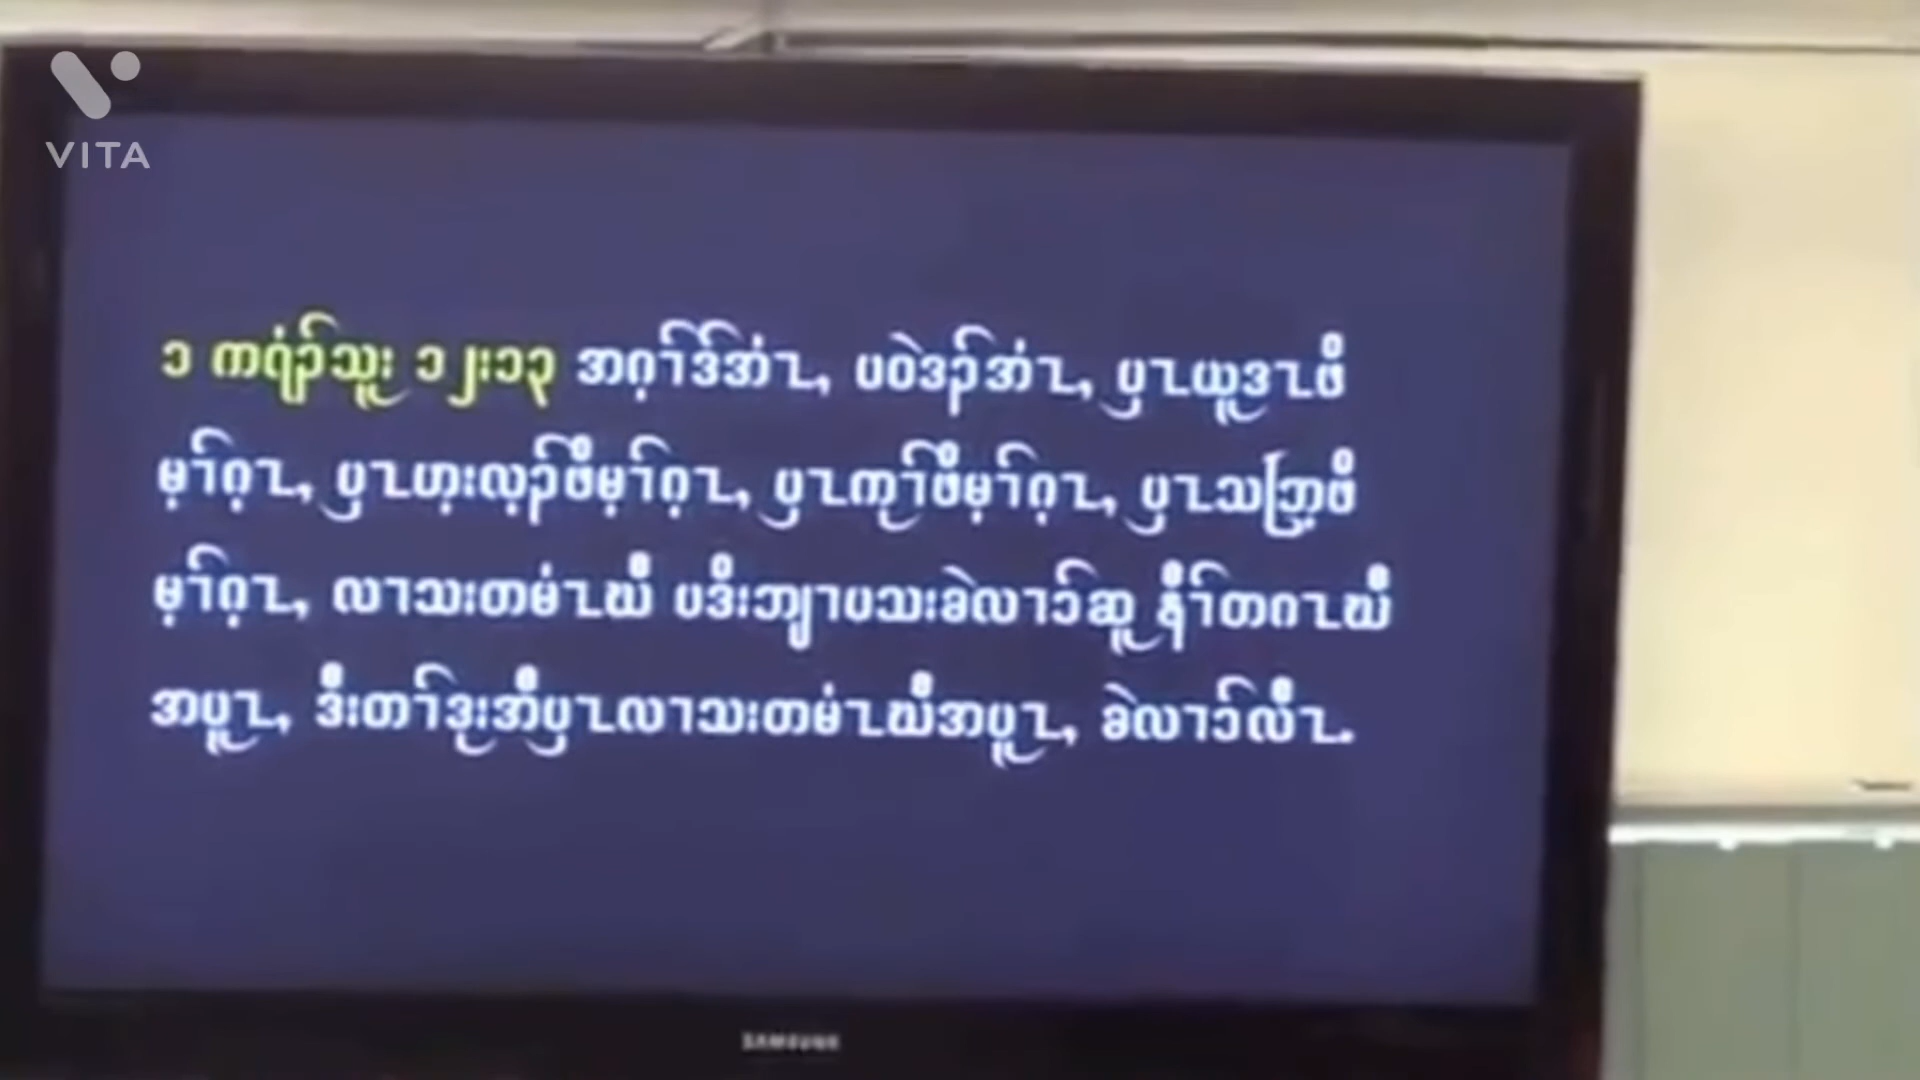 VITA
၁ ကရံၣ်သူး ၁၂း၁၃ အဂ့ၢ်ဒ်အံၤ, ပဝဲဒၣ်အံၤ, ပှၤယူဒၤဖိ
မ့ၢ်ဂ့ၤ, ပှၤဟ့းလ့ၣ်ဖိမ့ၢ်ဂ့ၤ, ပှၤကုၢ်ဖိမ့ၢ်ဂ့ၤ, ပှၤသဘျ့ဖိ
မ့ၢ်ဂ့ၤ, လၢသးတမံၤဃိ ပဒိးဘျၢပသးခဲလၢာ်ဆူ နီၢ်တဂၤဃိ
အပူၤ, ဒီးတၢ်ဒုးအီပှၤလၢသးတမံၤဃိအပူၤ, ခဲလၢာ်လီၤ.
SAMSUNG